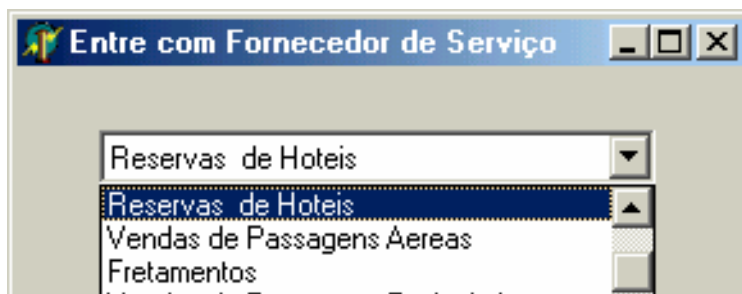 Entre com Fornecedor de Serviço
Reservas de Hoteis
Reservas de Hoteis
Vendas de Passagens Aereas
Fretamentos